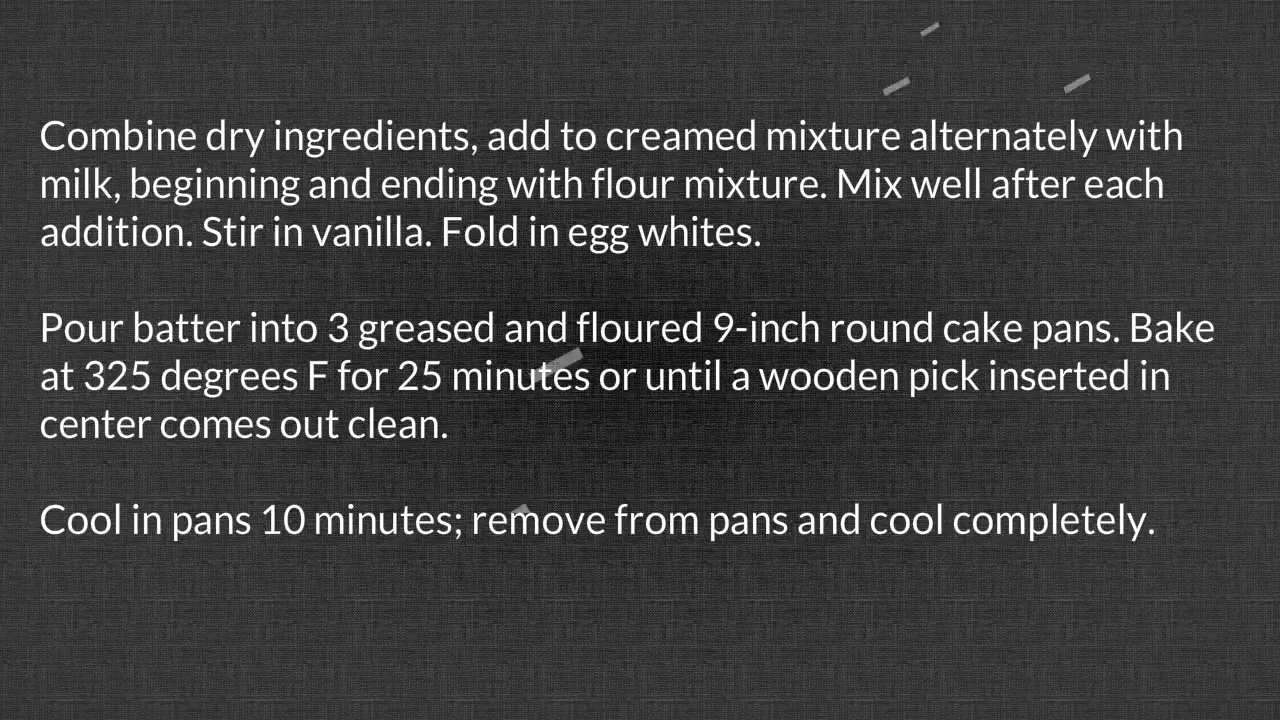 Combine dry ingredients, add to creamed mixture alternately with
milk, beginning and ending with flour mixture. Mix well after each
addition. Stir in vanilla. Fold in egg whites.
Pour batter into 3 greased and floured 9-inch round cake pans. Bake
at 325 degrees F for 25 minutes or until a wooden pick inserted in
center comes out clean.
Cool in pans 10 minutes; remove from pans and cool completely.